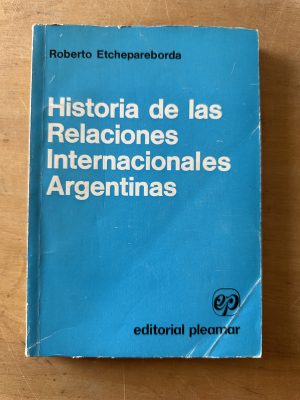 Roberto Etchepareborda
Historia de las
Relaciones
Internacionales
Argentinas
ep
editorial pleamar